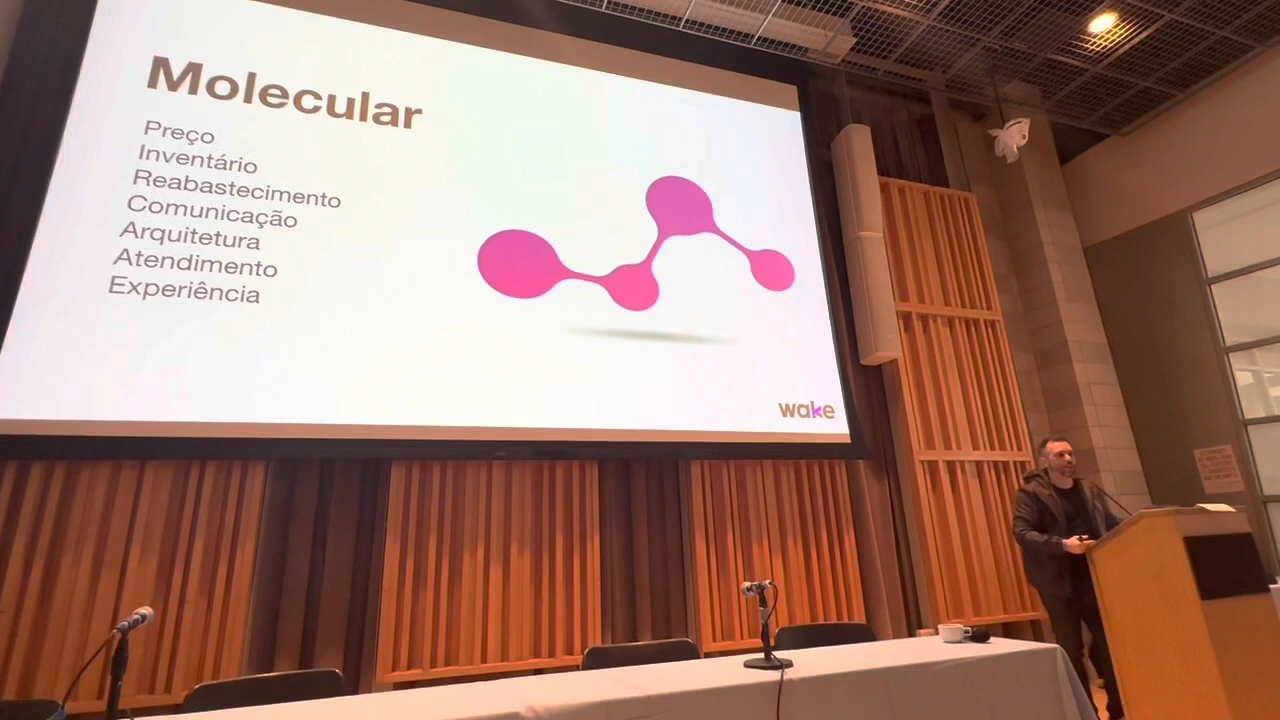 Molecular
Preço
Inventário
Reabastecimento
Comunicação
Arquitetura
Atendimento
Experiência
wake